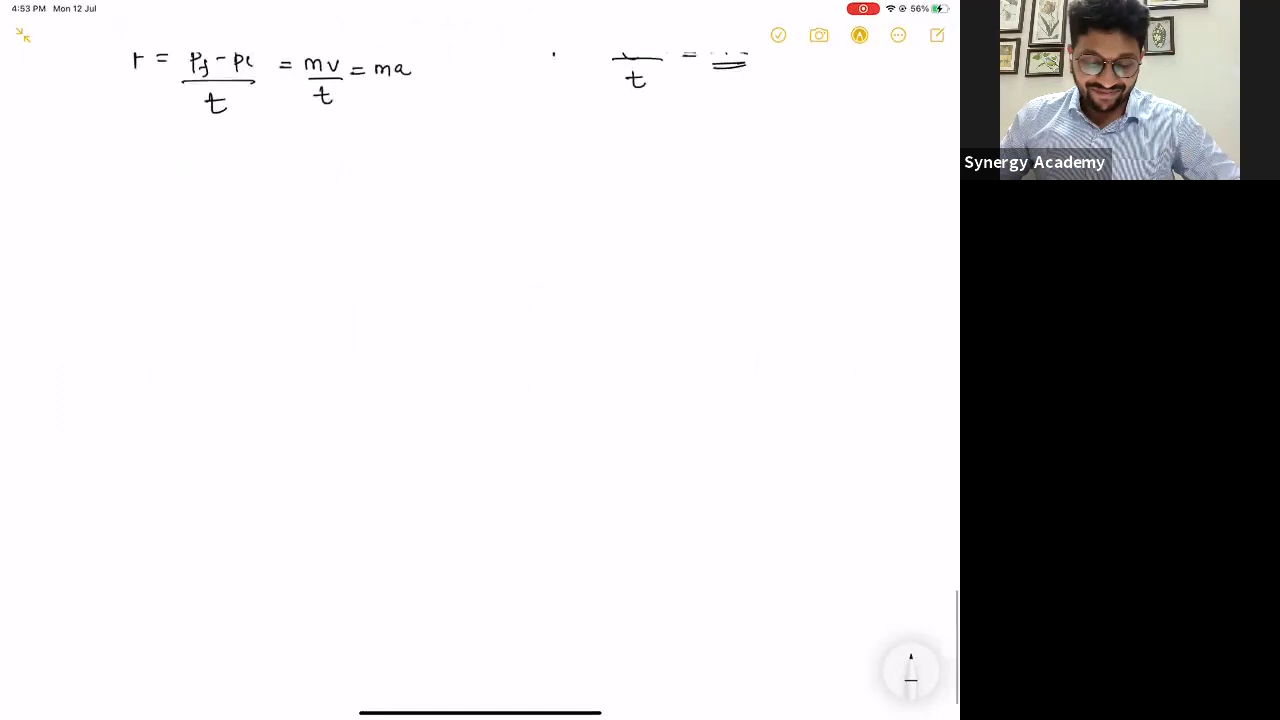 4:53 PM Mon 12 Jul
56%
F = pf - pi / t = mv / t = ma
t =
Synergy Academy